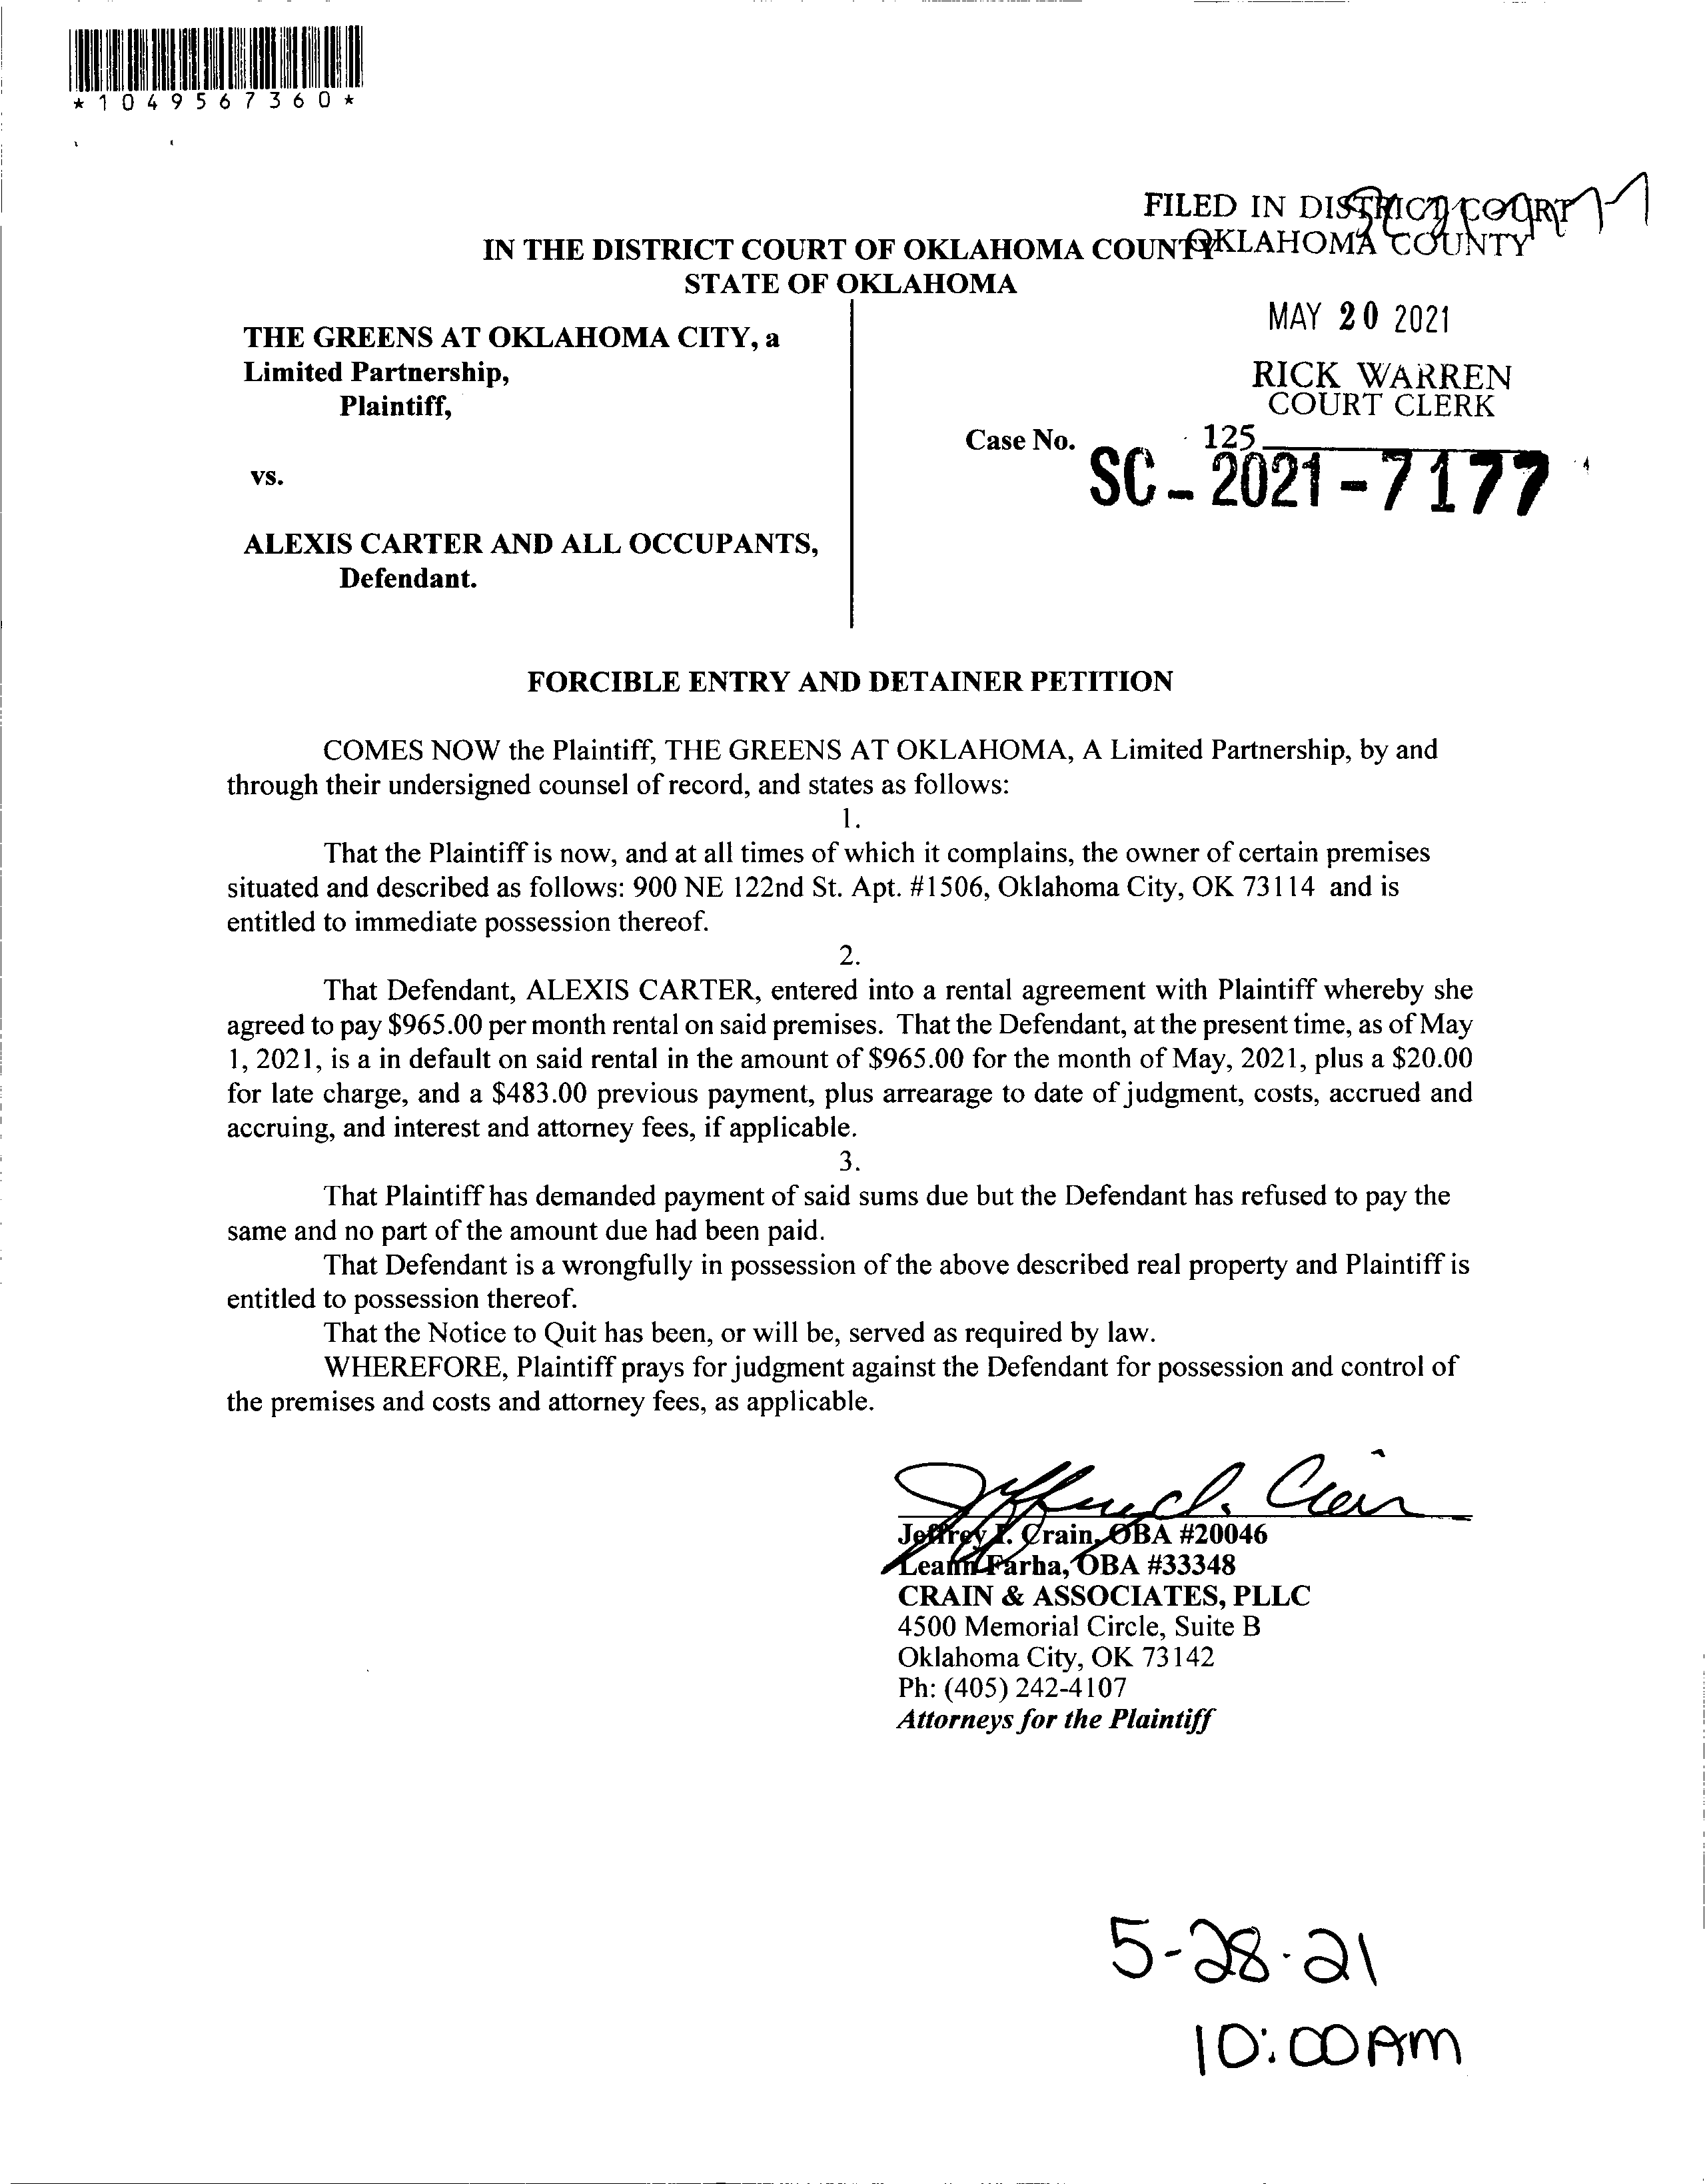 *1049567360*
FILED IN DISTRICT COURT
OKLAHOMA COUNTY
IN THE DISTRICT COURT OF OKLAHOMA COUNTY
STATE OF OKLAHOMA
MAY 20 2021
RICK WARREN
COURT CLERK
125
THE GREENS AT OKLAHOMA CITY, a
Limited Partnership,
Plaintiff,
Case No.
SC-2021-7177
vs.
ALEXIS CARTER AND ALL OCCUPANTS,
Defendant.
FORCIBLE ENTRY AND DETAINER PETITION
COMES NOW the Plaintiff, THE GREENS AT OKLAHOMA, A Limited Partnership, by and
through their undersigned counsel of record, and states as follows:
1.
That the Plaintiff is now, and at all times of which it complains, the owner of certain premises
situated and described as follows: 900 NE 122nd St. Apt. #1506, Oklahoma City, OK 73114 and is
entitled to immediate possession thereof.
2.
That Defendant, ALEXIS CARTER, entered into a rental agreement with Plaintiff whereby she
agreed to pay $965.00 per month rental on said premises. That the Defendant, at the present time, as of May
1, 2021, is a in default on said rental in the amount of $965.00 for the month of May, 2021, plus a $20.00
for late charge, and a $483.00 previous payment, plus arrearage to date of judgment, costs, accrued and
accruing, and interest and attorney fees, if applicable.
3.
That Plaintiff has demanded payment of said sums due but the Defendant has refused to pay the
same and no part of the amount due had been paid.
That Defendant is a wrongfully in possession of the above described real property and Plaintiff is
entitled to possession thereof.
That the Notice to Quit has been, or will be, served as required by law.
WHEREFORE, Plaintiff prays for judgment against the Defendant for possession and control of
the premises and costs and attorney fees, as applicable.
Jeffrey I. Crain, OBA #20046
Leann Farha, OBA #33348
CRAIN & ASSOCIATES, PLLC
4500 Memorial Circle, Suite B
Oklahoma City, OK 73142
Ph: (405) 242-4107
Attorneys for the Plaintiff
5-28-21
10:00AM